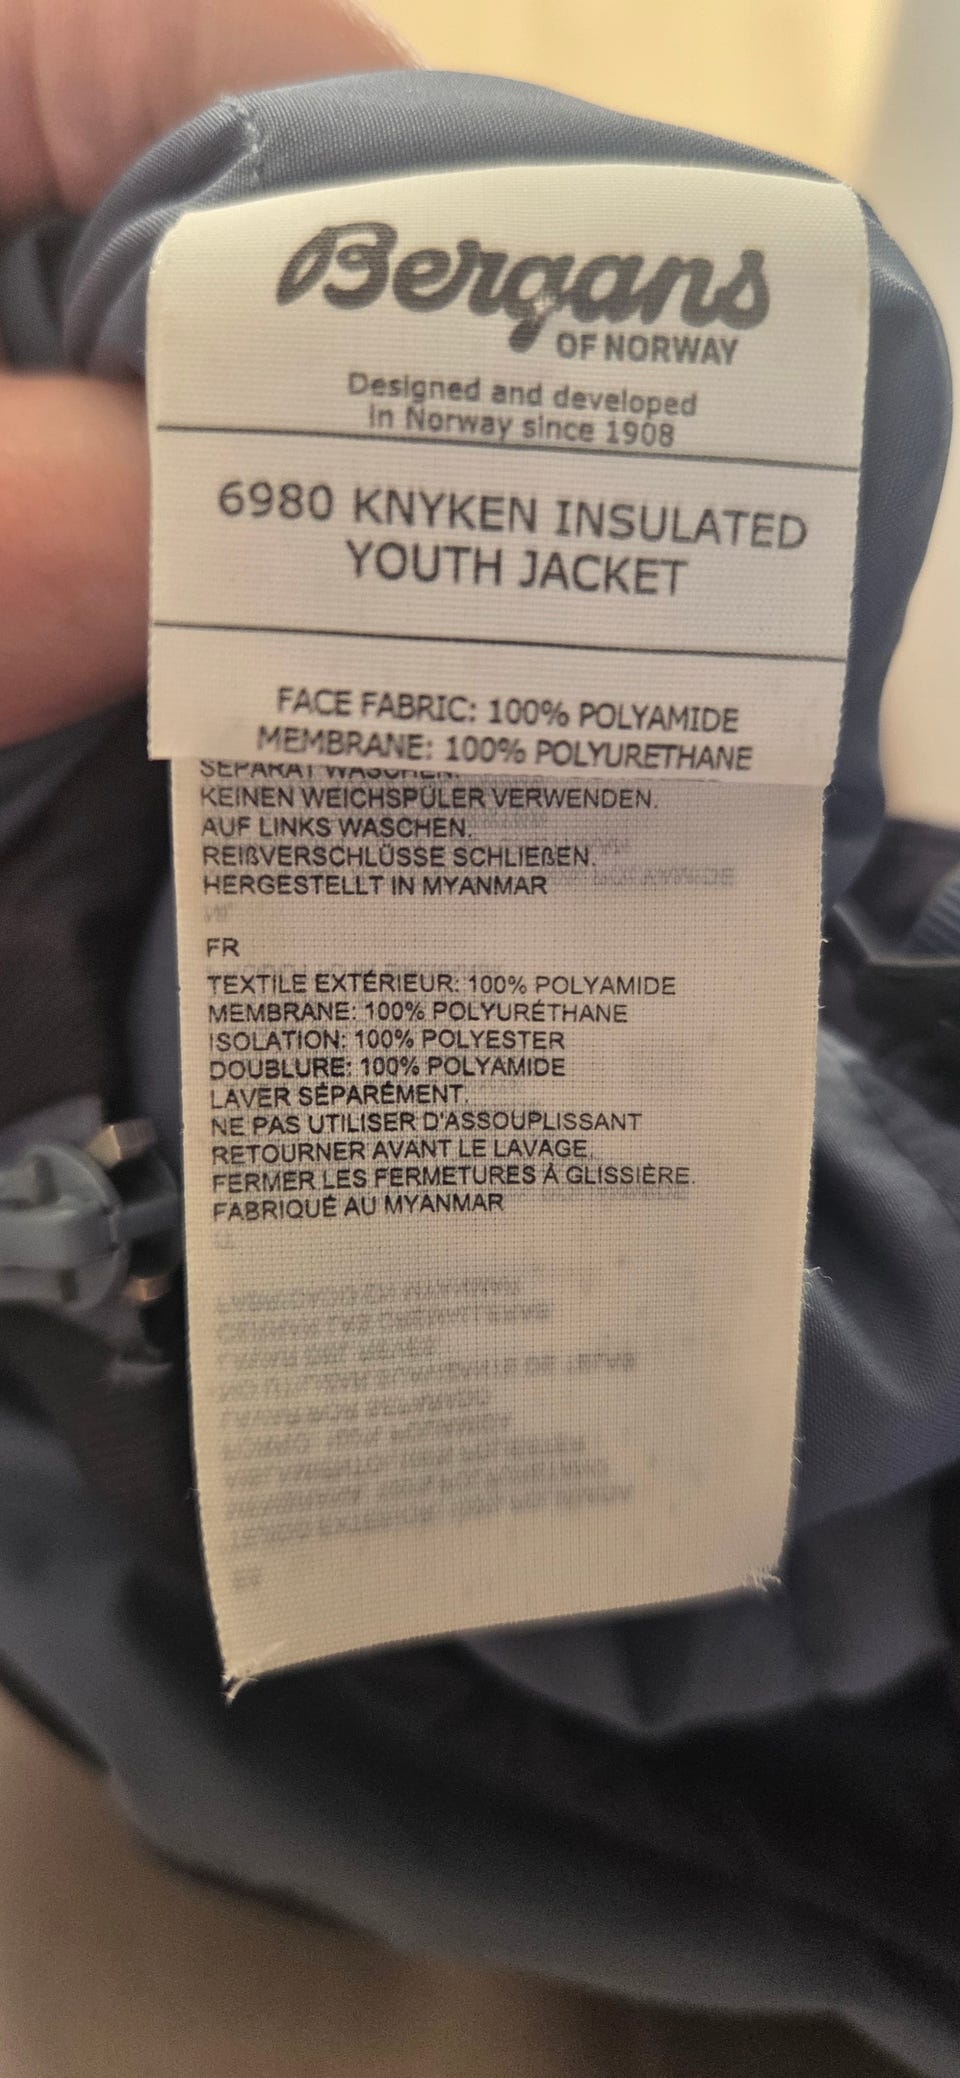 Bergans
OF NORWAY
Designed and developed
in Norway since 1908
6980 KNYKEN INSULATED
YOUTH JACKET
FACE FABRIC: 100% POLYAMIDE
MEMBRANE: 100% POLYURETHANE
SEPARAT WASCHEN.
KEINEN WEICHSPÜLER VERWENDEN.
AUF LINKS WASCHEN.
REIßVERSCHLÜSSE SCHLIEßEN.
HERGESTELLT IN MYANMAR
FR
TEXTILE EXTÉRIEUR: 100% POLYAMIDE
MEMBRANE: 100% POLYURÉTHANE
ISOLATION: 100% POLYESTER
DOUBLURE: 100% POLYAMIDE
LAVER SÉPARÉMENT.
NE PAS UTILISER D'ASSOUPLISSANT
RETOURNER AVANT LE LAVAGE.
FERMER LES FERMETURES À GLISSIÈRE.
FABRIQUÉ AU MYANMAR